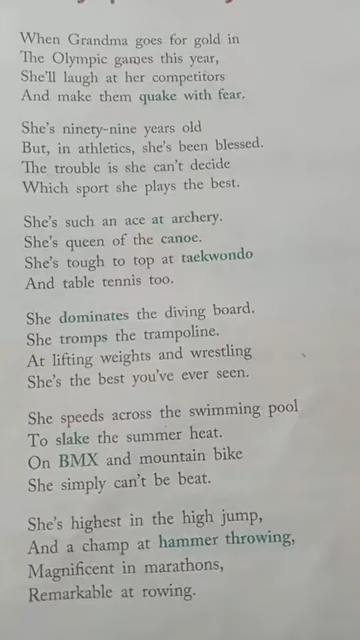 When Grandma goes for gold in
The Olympic games this year,
She'll laugh at her competitors
And make them quake with fear.
She's ninety-nine years old
But, in athletics, she's been blessed.
The trouble is she can't decide
Which sport she plays the best.
She's such an ace at archery.
She's queen of the canoe.
She's tough to top at taekwondo
And table tennis too.
She dominates the diving board.
She tromps the trampoline.
At lifting weights and wrestling
She's the best you've ever seen.
She speeds across the swimming pool
To slake the summer heat.
On BMX and mountain bike
She simply can't be beat.
She's highest in the high jump,
And a champ at hammer throwing,
Magnificent in marathons,
Remarkable at rowing.